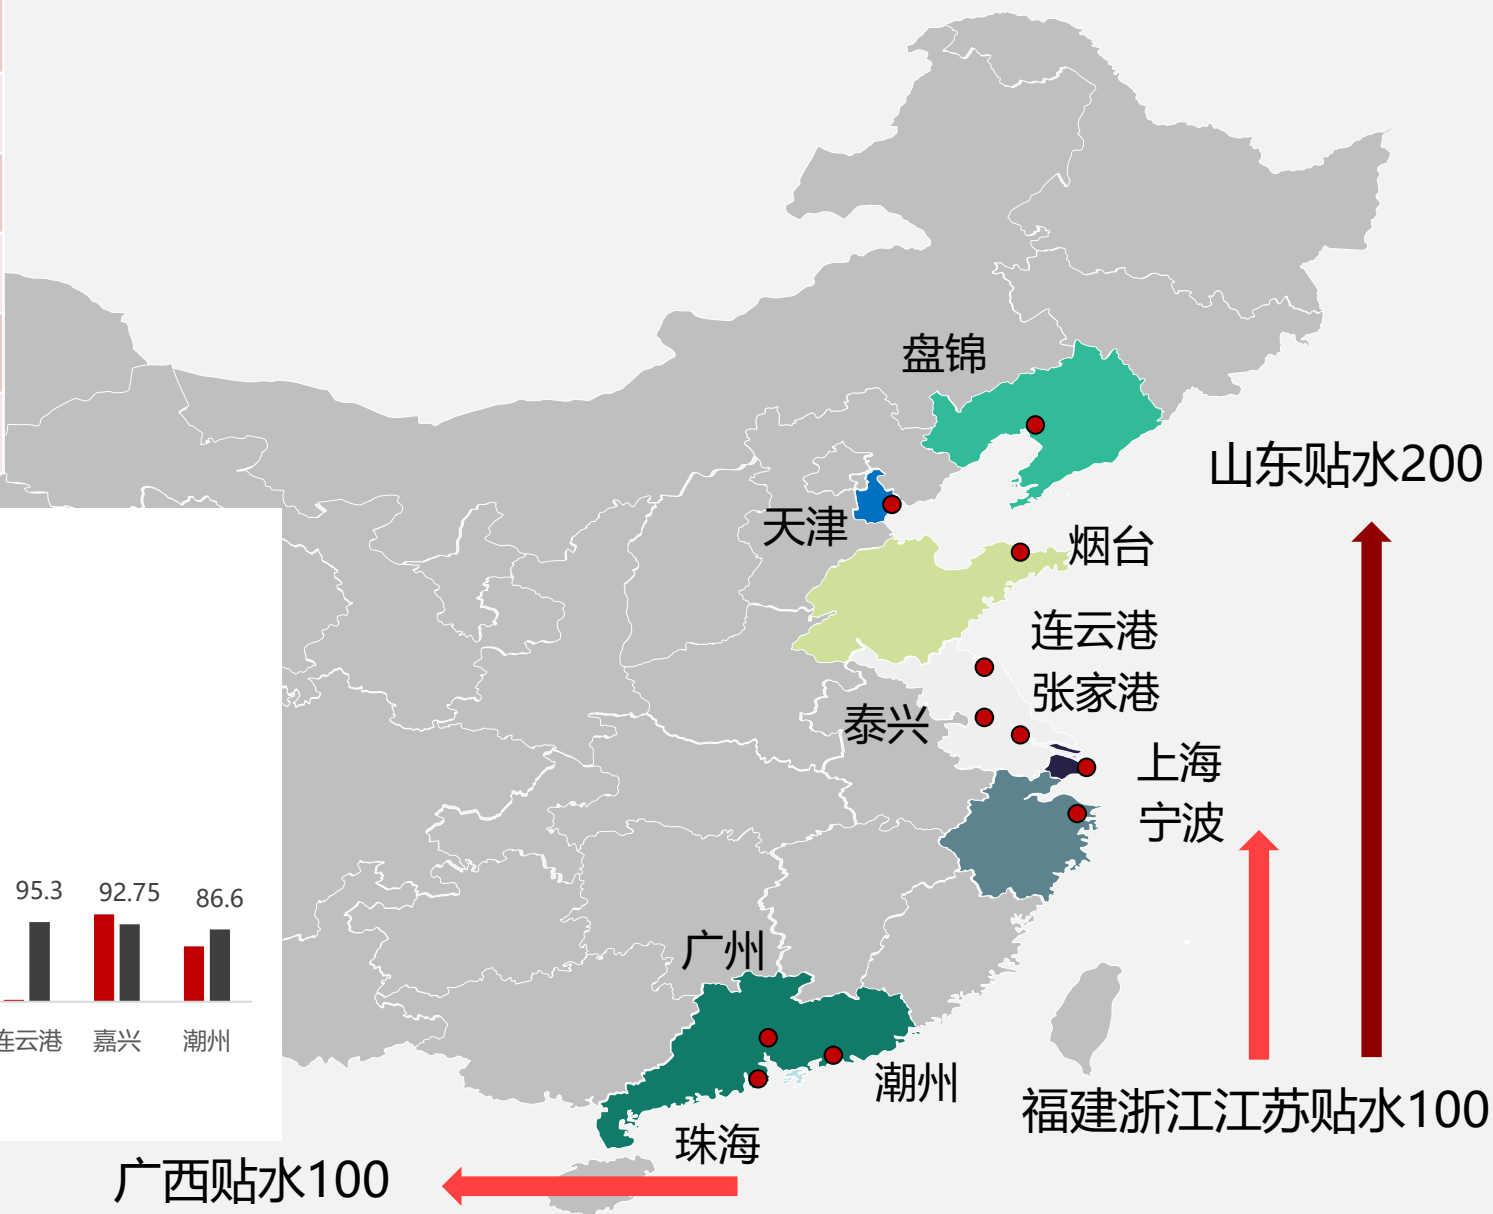 盘锦
山东贴水200
天津
烟台
连云港
张家港
泰兴
上海
宁波
95.3
92.75
86.6
广州
连云港
嘉兴
潮州
潮州
福建浙江江苏贴水100
珠海
广西贴水100